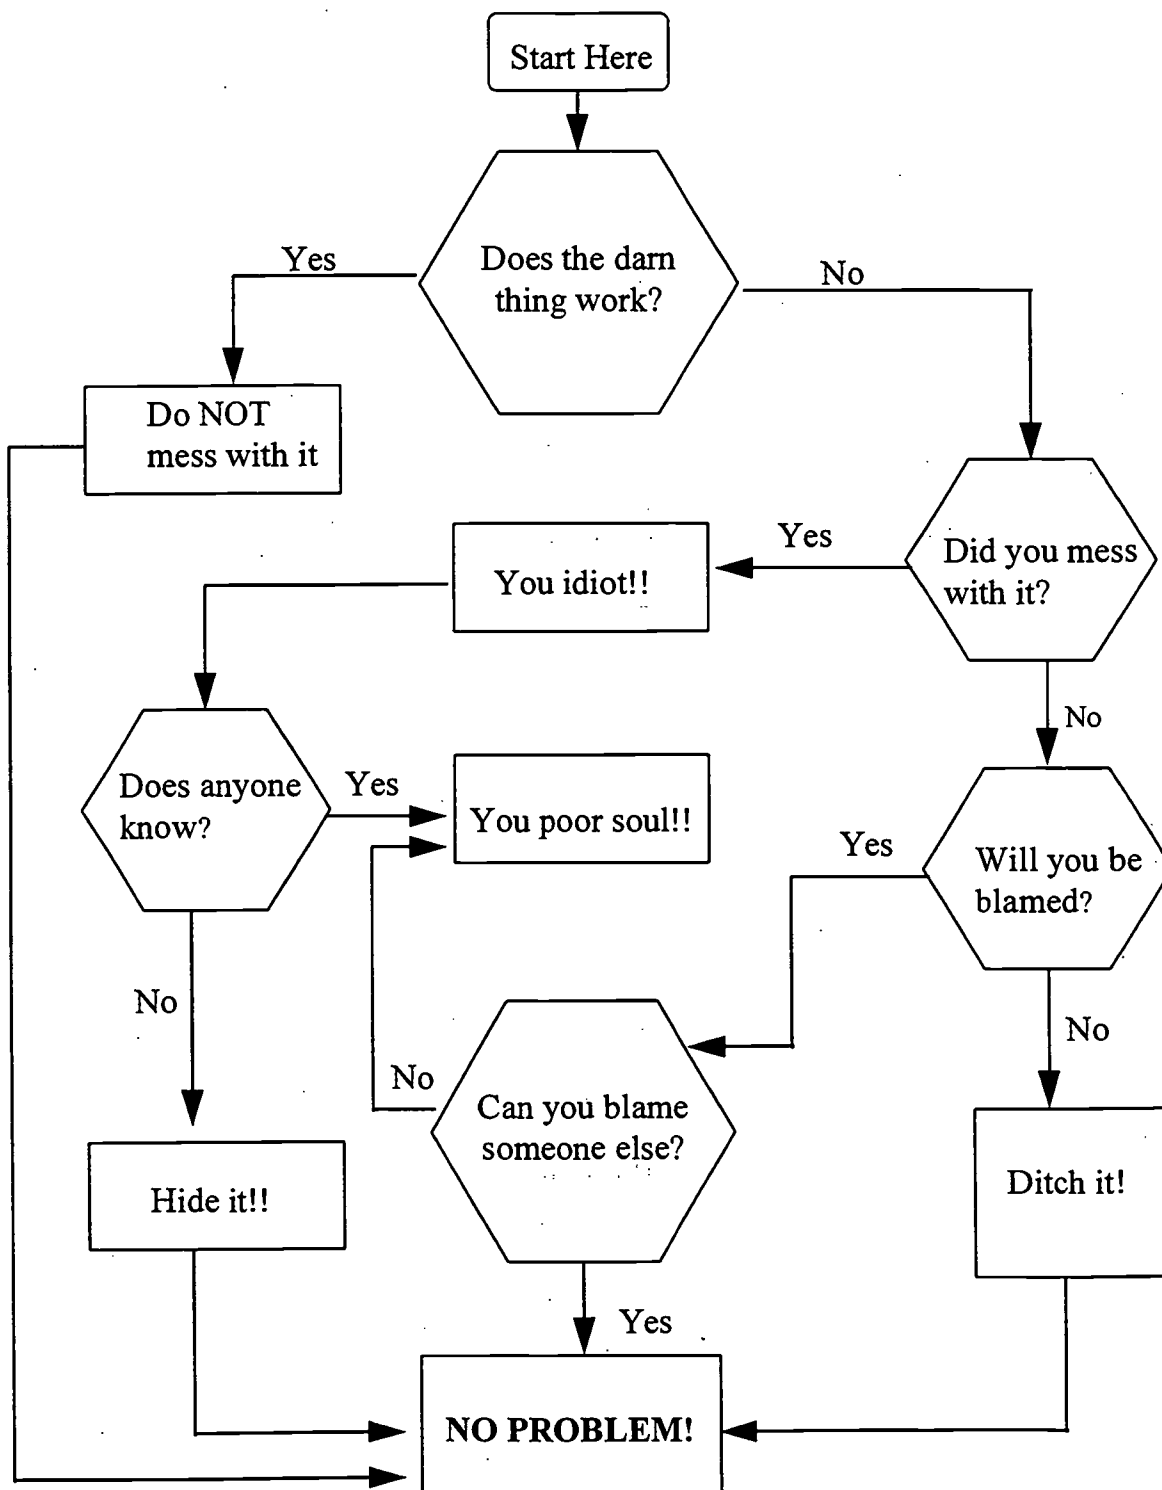 Start Here
Does the darn
thing work?
Yes
No
Do NOT
mess with it
Did you mess
with it?
Yes
You idiot!!
No
Does anyone
know?
Yes
You poor soul!!
Will you be
blamed?
Yes
No
No
No
Can you blame
someone else?
Hide it!!
Ditch it!
Yes
NO PROBLEM!